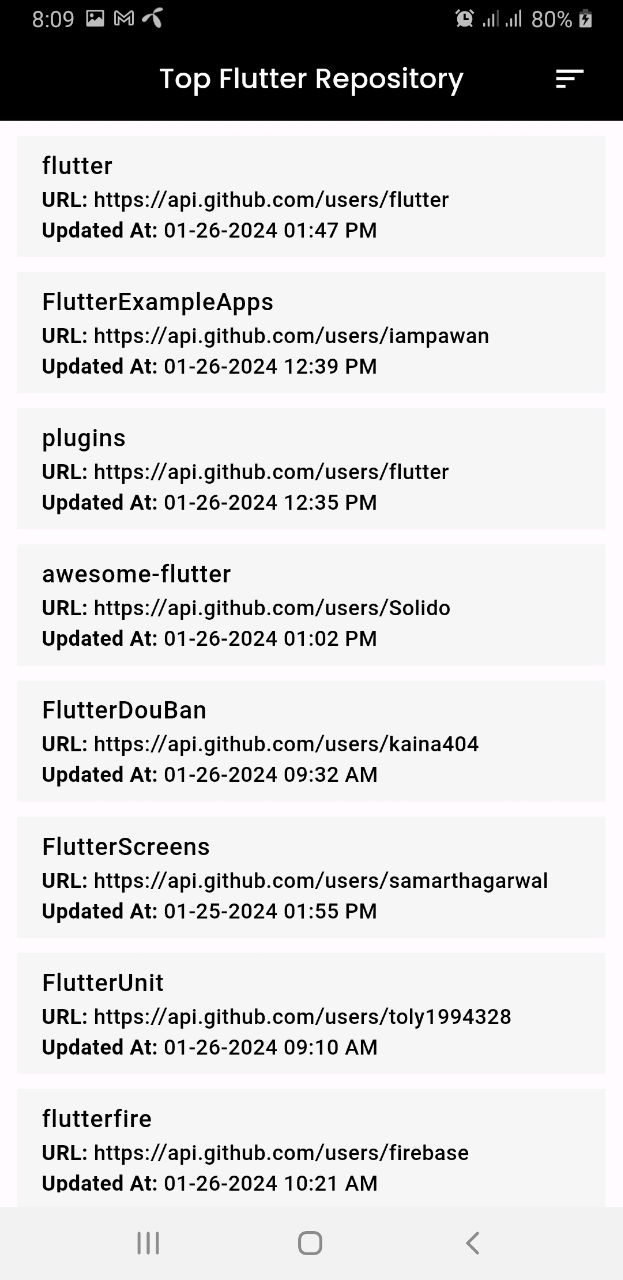 8:09 80%
Top Flutter Repository
flutter
URL: https://api.github.com/users/flutter
Updated At: 01-26-2024 01:47 PM
FlutterExampleApps
URL: https://api.github.com/users/iampawan
Updated At: 01-26-2024 12:39 PM
plugins
URL: https://api.github.com/users/flutter
Updated At: 01-26-2024 12:35 PM
awesome-flutter
URL: https://api.github.com/users/Solido
Updated At: 01-26-2024 01:02 PM
FlutterDouBan
URL: https://api.github.com/users/kaina404
Updated At: 01-26-2024 09:32 AM
FlutterScreens
URL: https://api.github.com/users/samarthagarwal
Updated At: 01-25-2024 01:55 PM
FlutterUnit
URL: https://api.github.com/users/toly1994328
Updated At: 01-26-2024 09:10 AM
flutterfire
URL: https://api.github.com/users/firebase
Updated At: 01-26-2024 10:21 AM